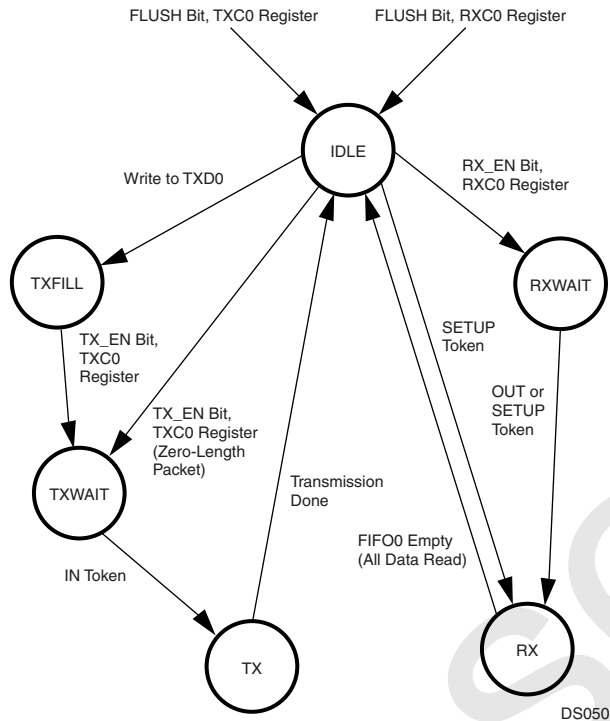 FLUSH Bit, TXC0 Register
FLUSH Bit, RXC0 Register
IDLE
Write to TXD0
RX_EN Bit,
RXC0 Register
TXFILL
RXWAIT
TX_EN Bit,
TXC0
Register
SETUP
Token
OUT or
SETUP
Token
TX_EN Bit,
TXC0 Register
(Zero-Length
Packet)
TXWAIT
Transmission
Done
FIFO0 Empty
(All Data Read)
IN Token
TX
RX
DS050